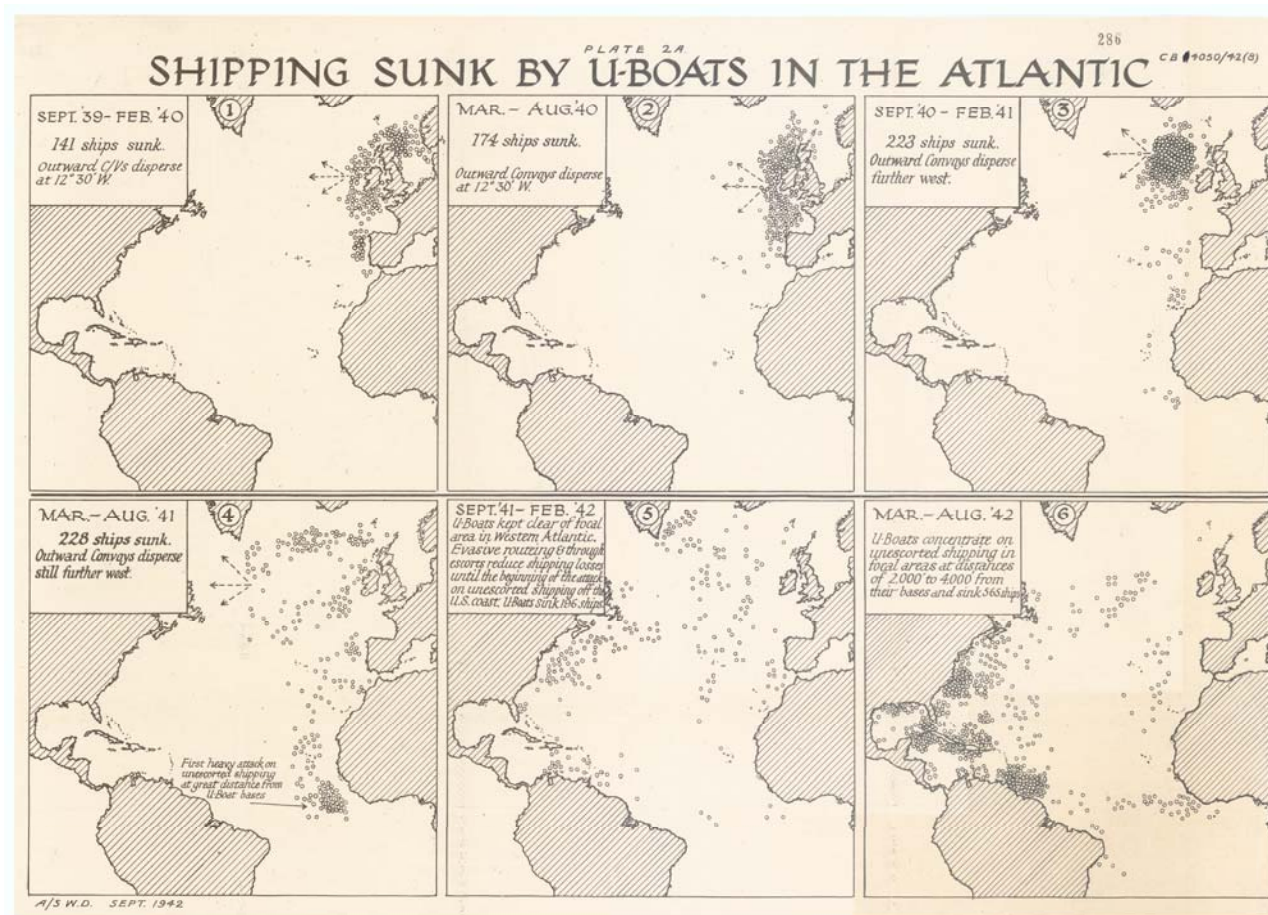 PLATE 2A
286
SHIPPING SUNK BY U-BOATS IN THE ATLANTIC
CB 4050/42(8)
SEPT. '39- FEB. '40
141 ships sunk.
Outward C/Vs disperse
at 12° 30' W.
1
MAR. - AUG. '40
174 ships sunk.
Outward Convoys disperse
at 12° 30' W.
2
SEPT. '40 - FEB. '41
223 ships sunk.
Outward Convoys disperse
further west.
3
MAR. - AUG. '41
228 ships sunk.
Outward Convoys disperse
still further west.
4
First heavy attack on
unescorted shipping
at great distance from
U-Boat bases
SEPT. '41- FEB. '42
U-Boats kept clear of focal
area in Western Atlantic.
Evasive routeing & through
escorts reduce shipping losses
until the beginning of the attack
on unescorted shipping off the
U.S. coast. U-Boats sink 196 ships
5
MAR. - AUG. '42
U-Boats concentrate on
unescorted shipping in
focal areas at distances
of 2,000 to 4,000 from
their bases and sink 565 ships
6
A/S W.D. SEPT. 1942